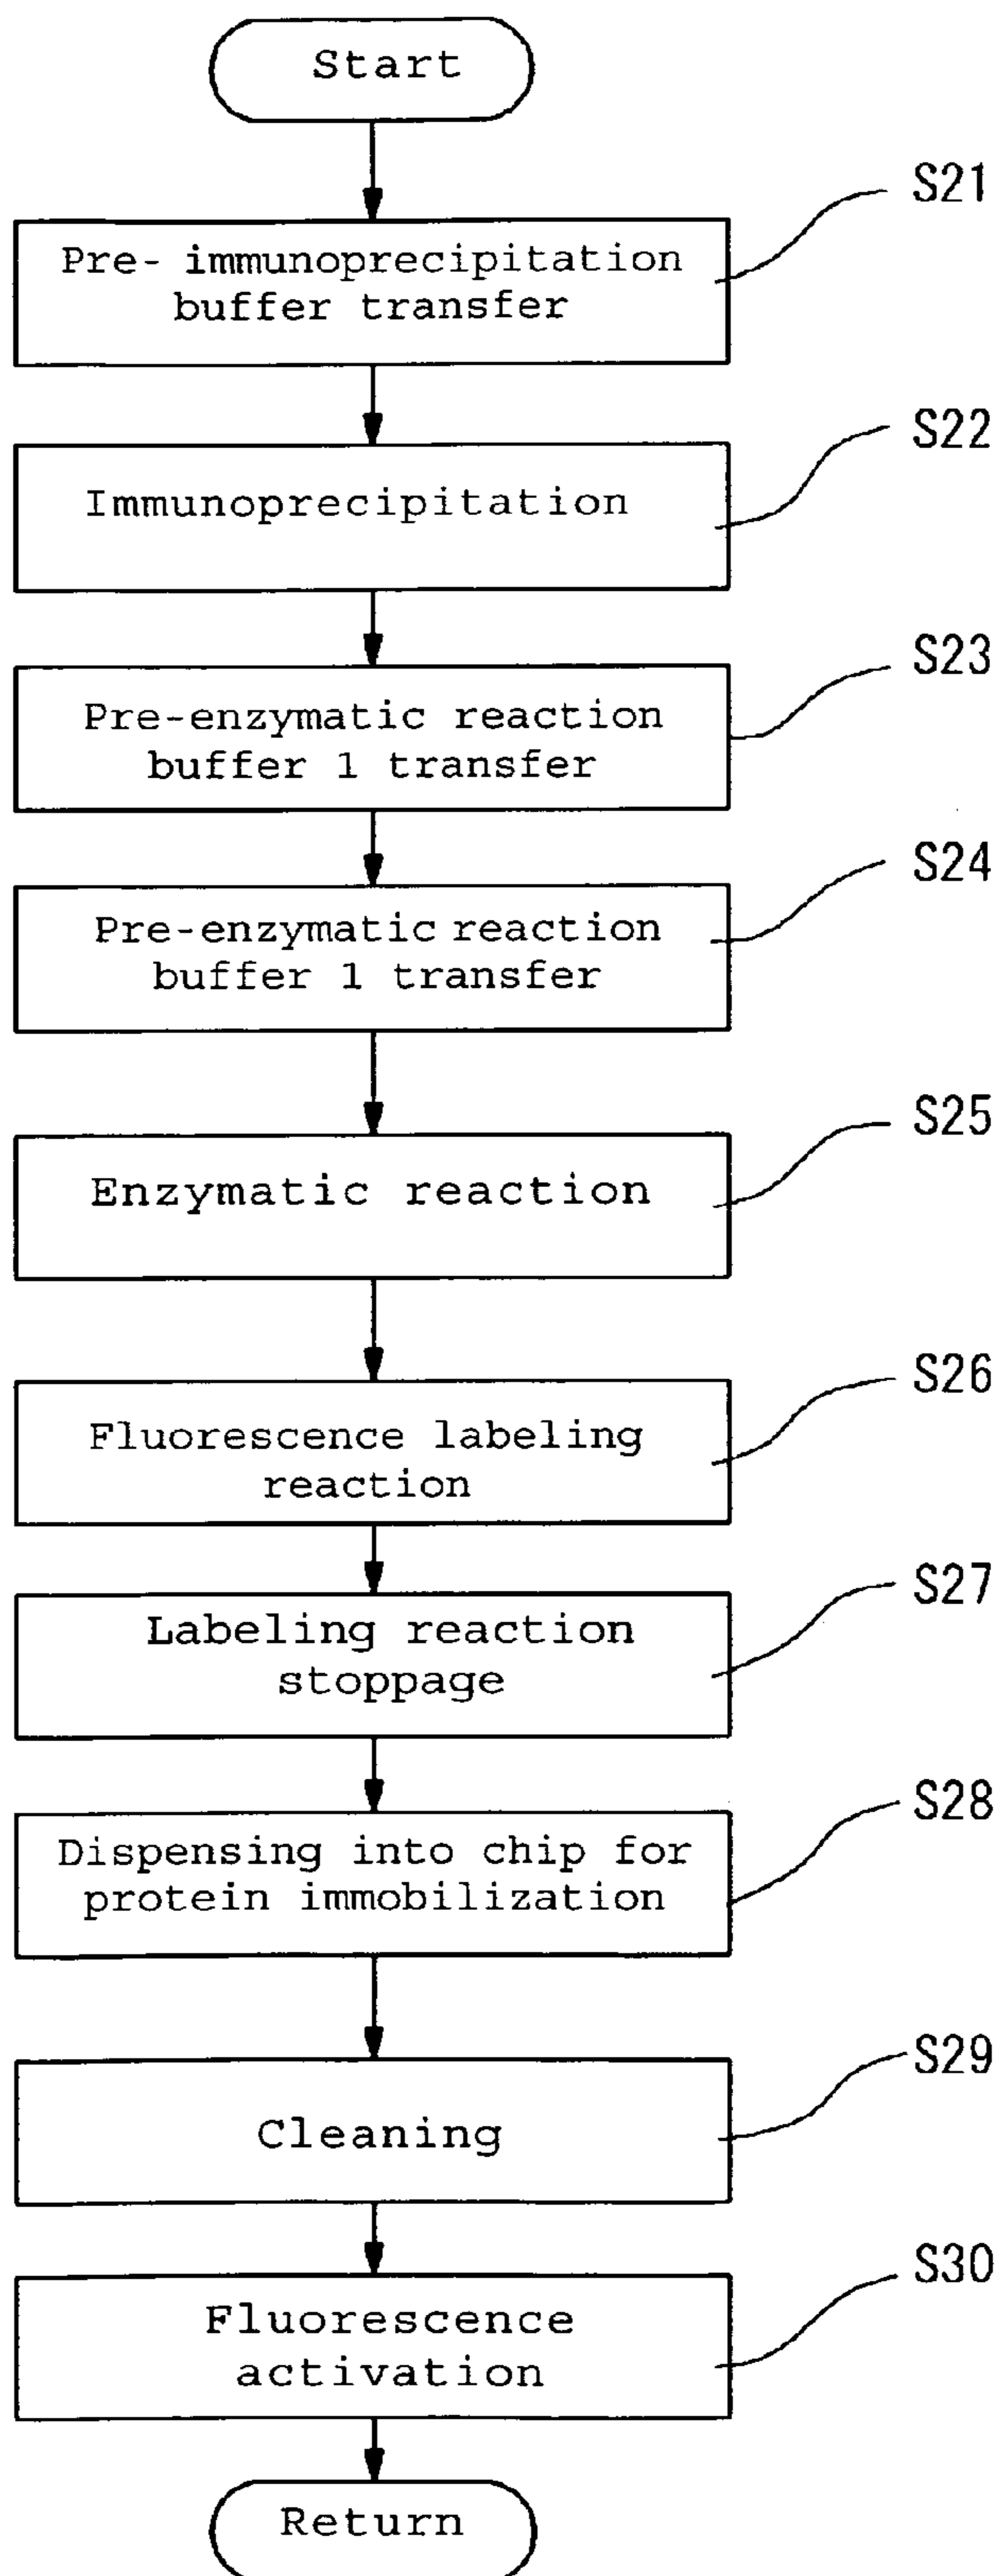 Start
S21
Pre- immunoprecipitation
buffer transfer
S22
Immunoprecipitation
S23
Pre-enzymatic reaction
buffer 1 transfer
S24
Pre-enzymatic reaction
buffer 1 transfer
S25
Enzymatic reaction
S26
Fluorescence labeling
reaction
S27
Labeling reaction
stoppage
S28
Dispensing into chip for
protein immobilization
S29
Cleaning
S30
Fluorescence
activation
Return